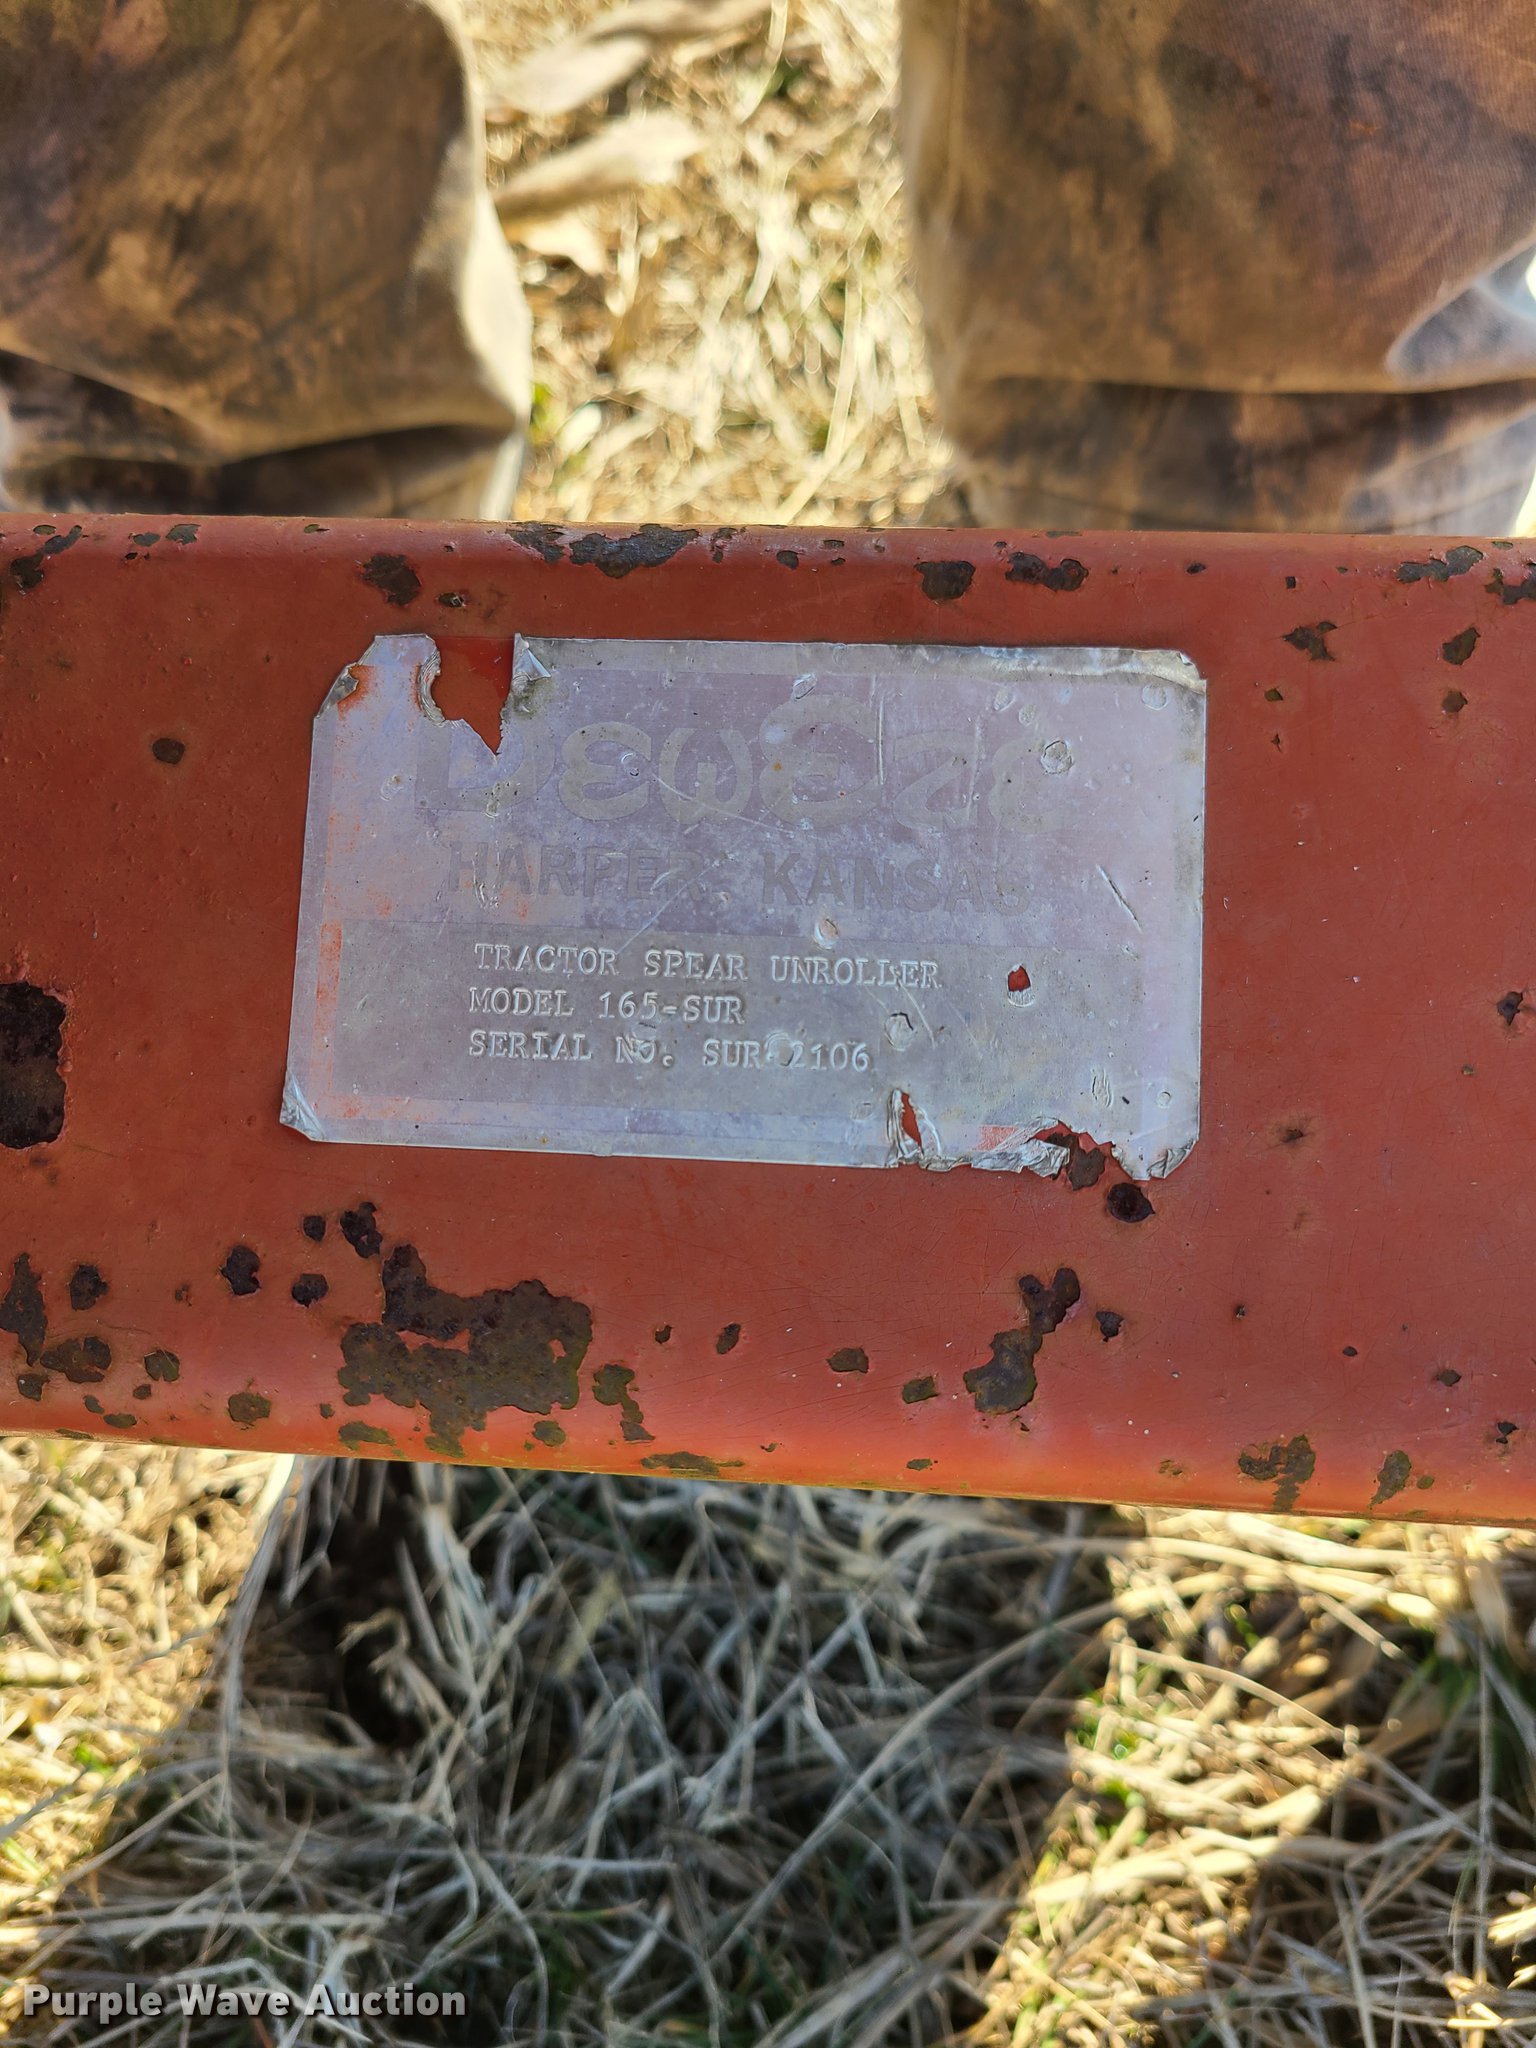 DewEze
HARPER, KANSAS
TRACTOR SPEAR UNROLLER
MODEL 165-SUR
SERIAL NO. SUR-2106
Purple Wave Auction